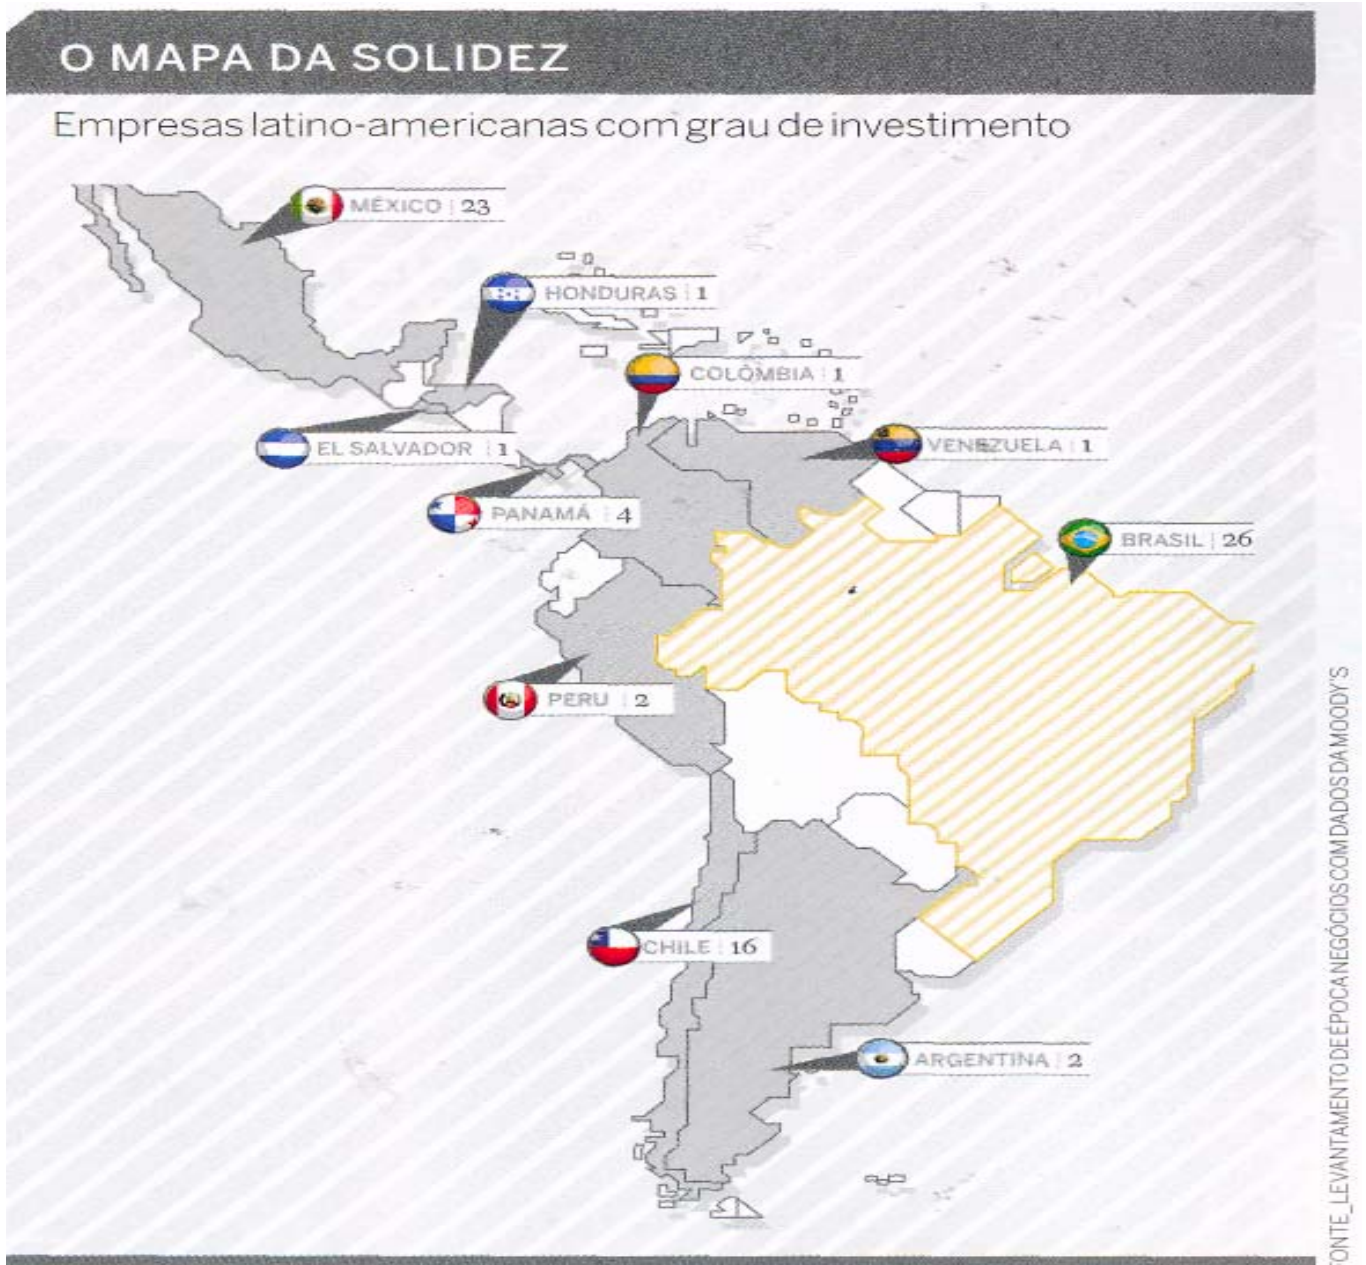 O MAPA DA SOLIDEZ
Empresas latino-americanas com grau de investimento
MÉXICO | 23
HONDURAS | 1
COLÔMBIA | 1
EL SALVADOR | 1
VENEZUELA | 1
PANAMÁ | 4
BRASIL | 26
PERU | 2
CHILE | 16
ARGENTINA | 2
FONTE_LEVANTAMENTO DE ÉPOCA NEGÓCIOS COM DADOS DA MOODY'S